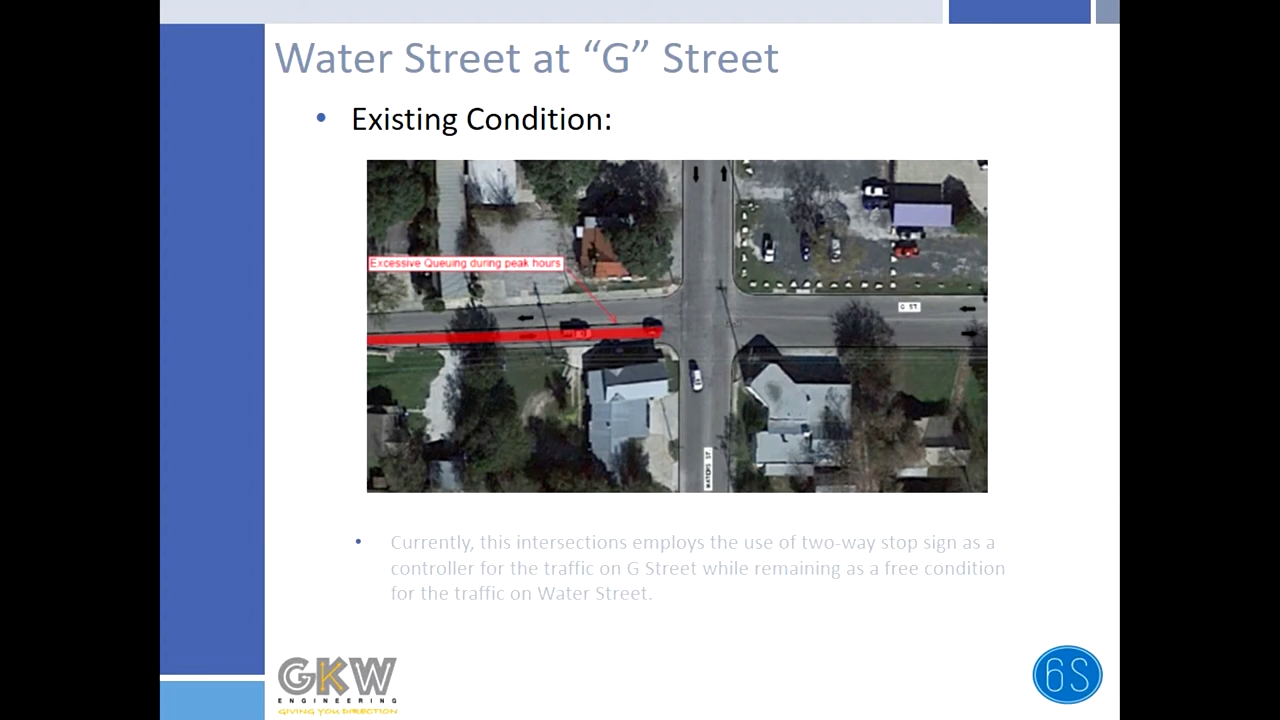 Water Street at “G” Street
• Existing Condition:
Excessive Queuing during peak hours
G ST.
WATERS ST.
• Currently, this intersections employs the use of two-way stop sign as a
controller for the traffic on G Street while remaining as a free condition
for the traffic on Water Street.
GKW
ENGINEERING
GIVING YOU DIRECTION
6S